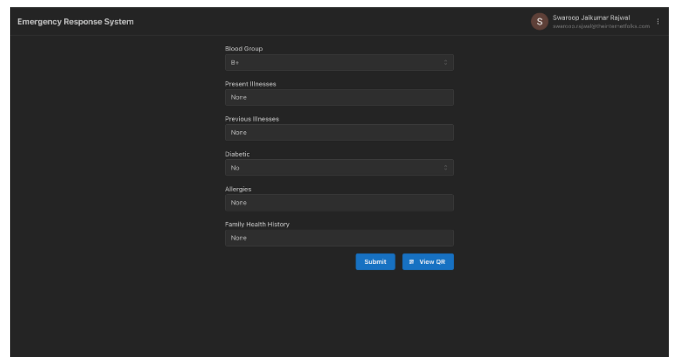 Emergency Response System
S
Swaroop Jaikumar Rajwal
Blood Group
B+
Present Illnesses
None
Previous Illnesses
None
Diabetic
No
Allergies
None
Family Health History
None
Submit
View QR